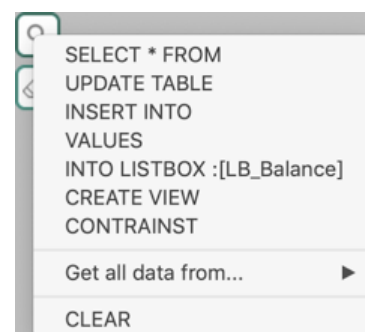 SELECT * FROM
UPDATE TABLE
INSERT INTO
VALUES
INTO LISTBOX :[LB_Balance]
CREATE VIEW
CONTRAINST
Get all data from...
CLEAR